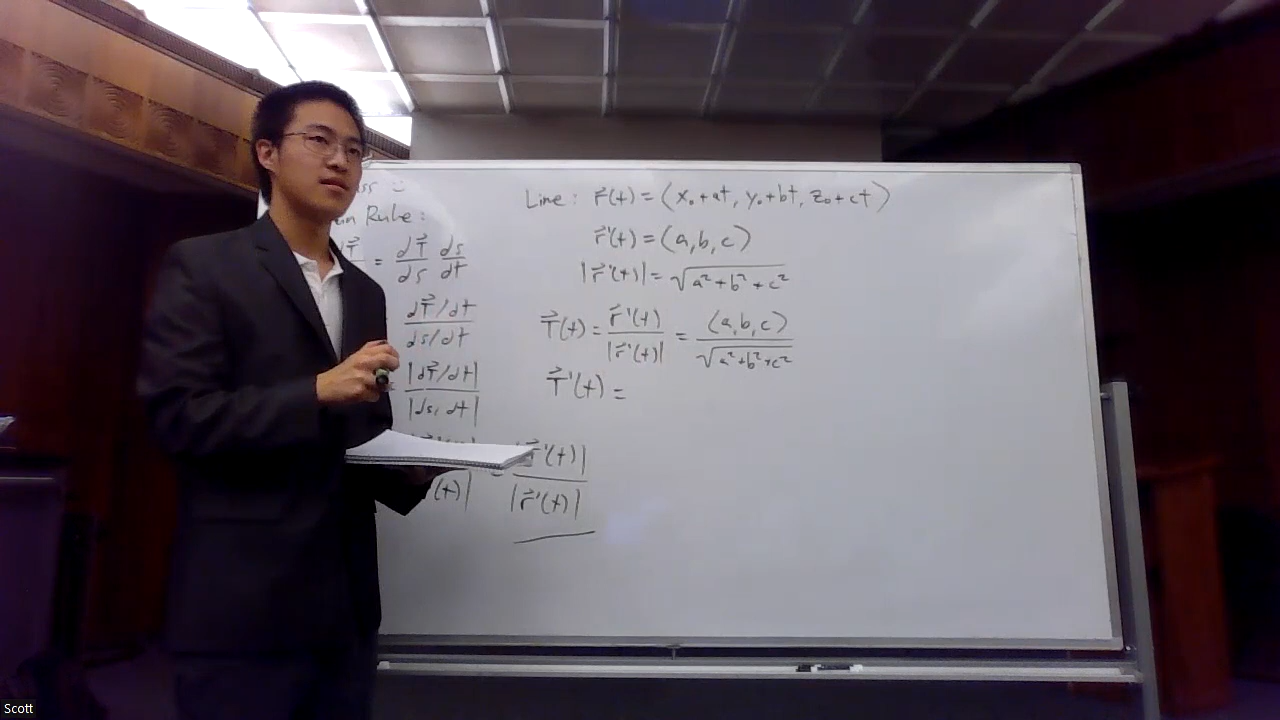 Rule:
dT⃗ = dT⃗/ds ds/dt
dT⃗/dt
ds/dt
|dT⃗/dt|
|ds/dt|
(t)| = T⃗'(t)|
|r⃗'(t)|
Line: r⃗(t) = (x₀+at, y₀+bt, z₀+ct)
r⃗'(t) = (a,b,c)
|r⃗'(t)| = √a²+b²+c²
T⃗(t) = r⃗'(t)/|r⃗'(t)| = (a,b,c)/√a²+b²+c²
T⃗'(t) =
Scott